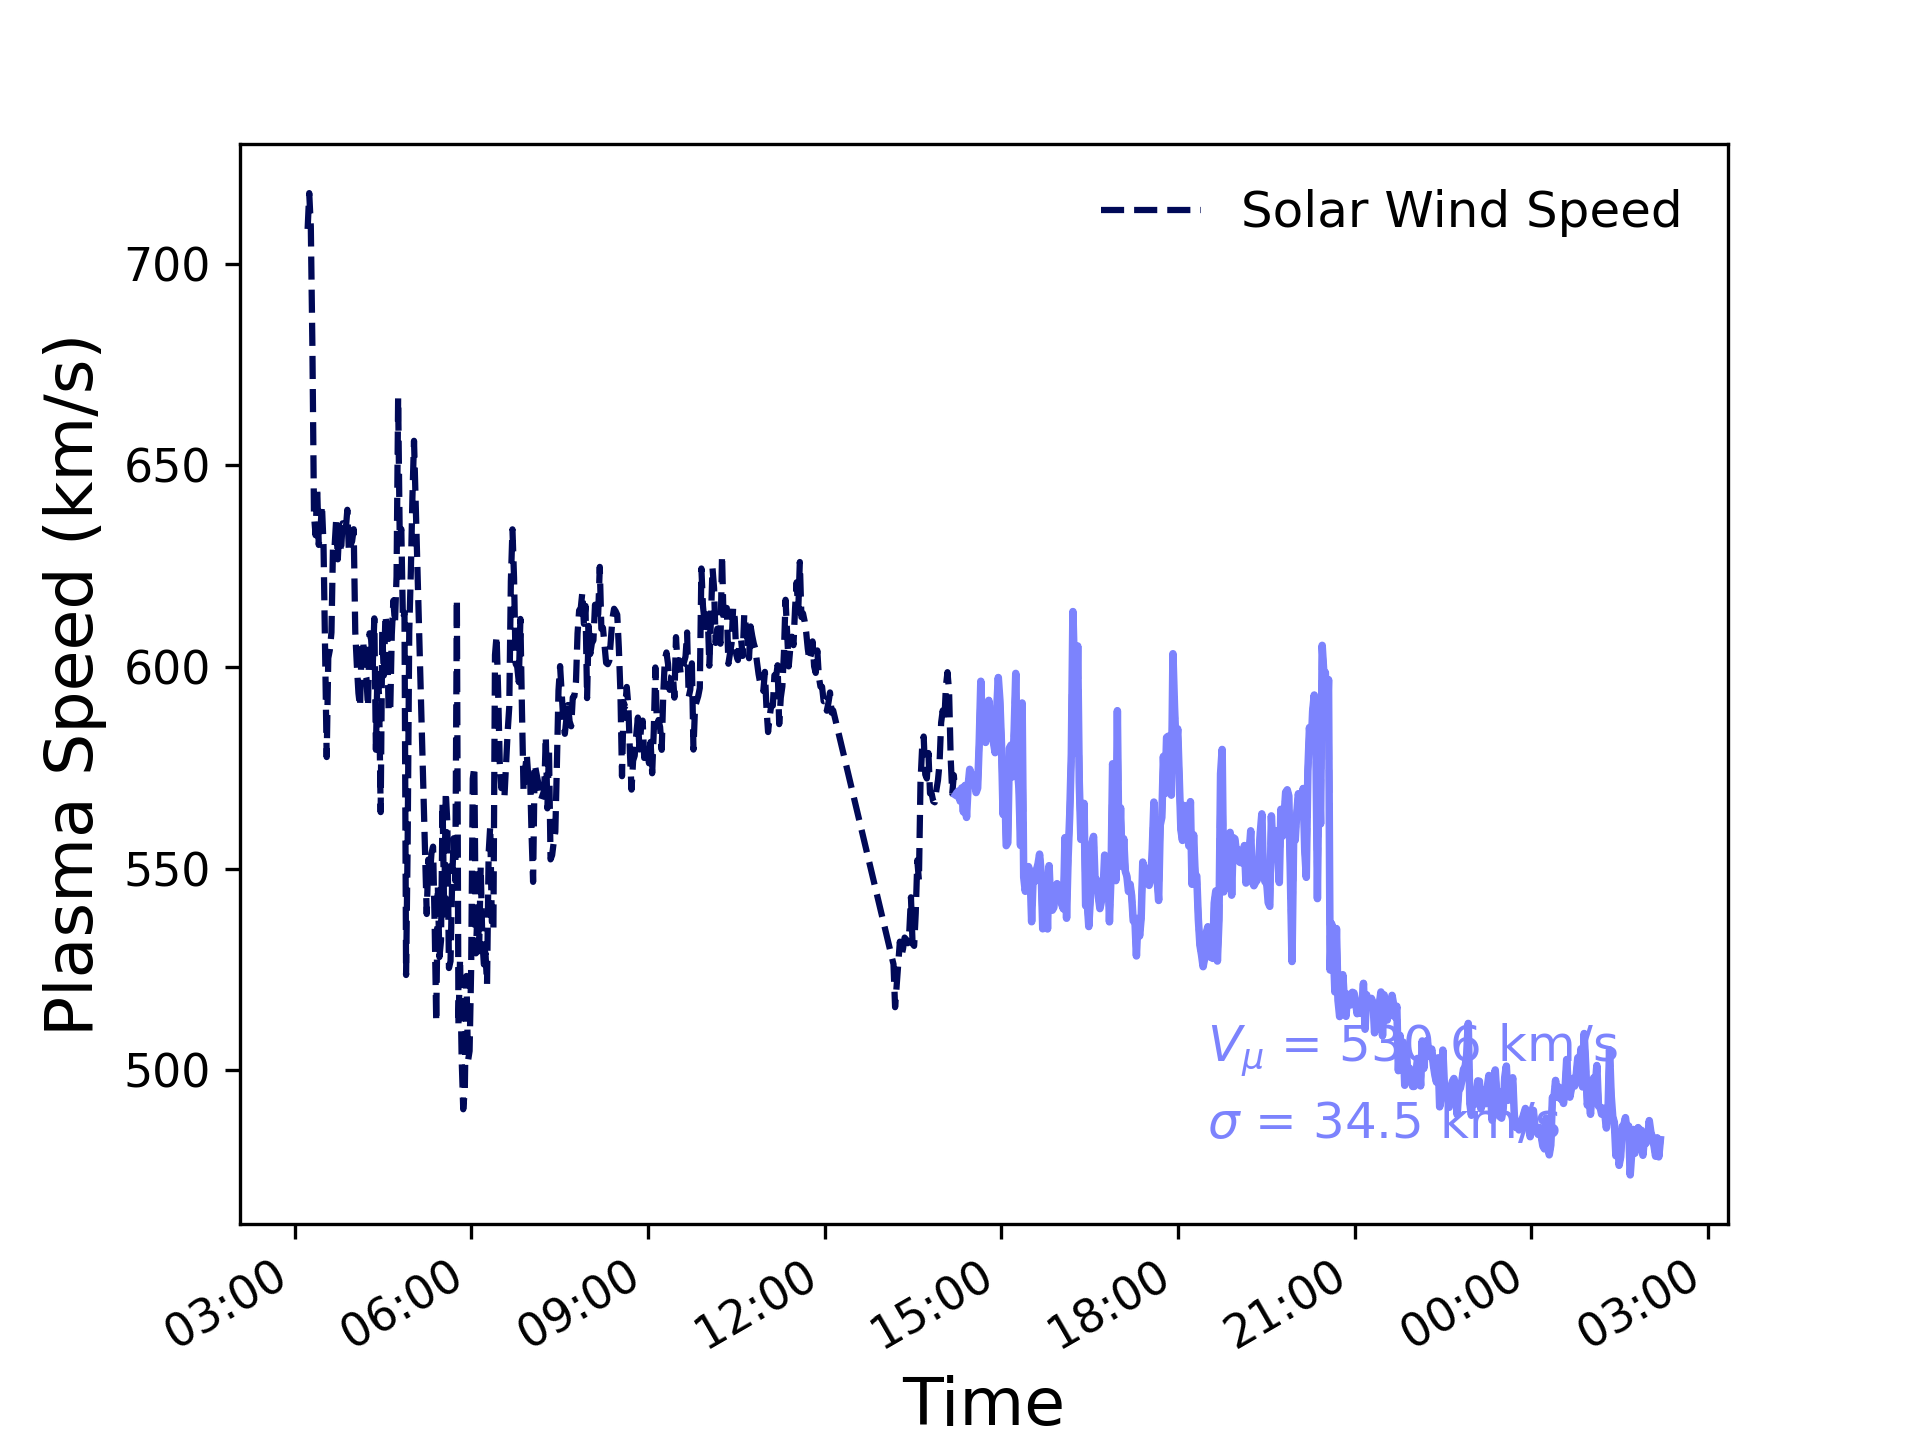 Solar Wind Speed
Plasma Speed (km/s)
700
650
600
550
500
Vμ = 530.6 km/s
σ = 34.5 km/s
03:00
06:00
09:00
12:00
15:00
18:00
21:00
00:00
03:00
Time